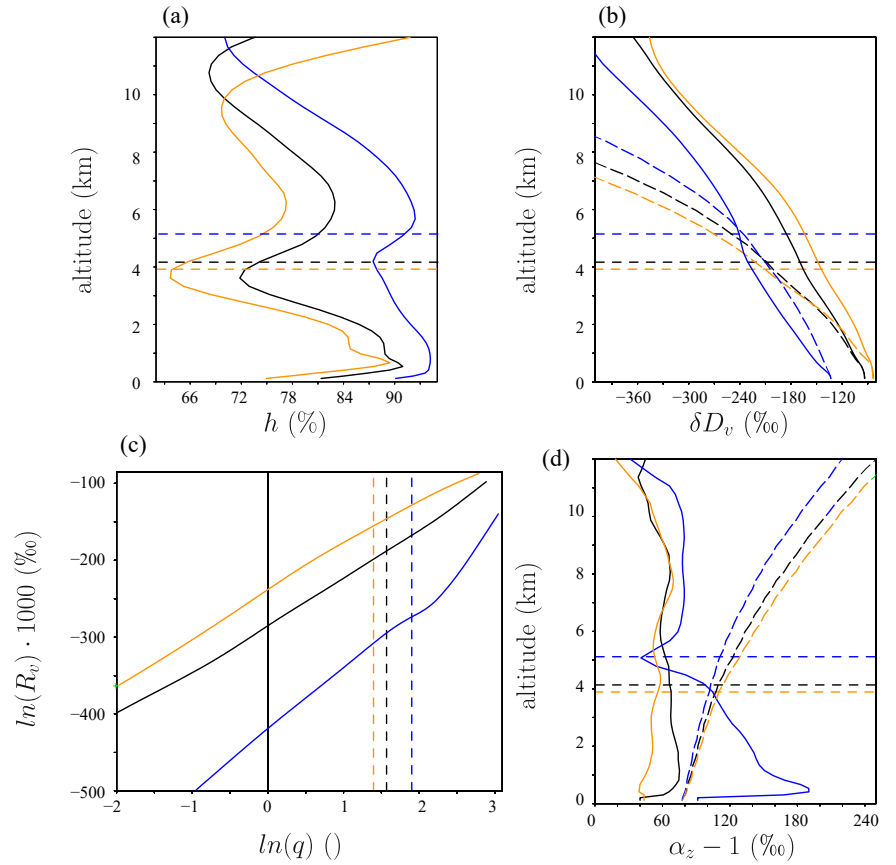 (a)
10
8
6
4
2
0
altitude (km)
66 72 78 84 90
h (%)
(b)
10
8
6
4
2
0
altitude (km)
−360 −300 −240 −180 −120
δD_v (‰)
(c)
−100
−200
−300
−400
−500
ln(R_v) · 1000 (‰)
−2 −1 0 1 2 3
ln(q) ()
(d)
10
8
6
4
2
0
altitude (km)
0 60 120 180 240
α_z − 1 (‰)